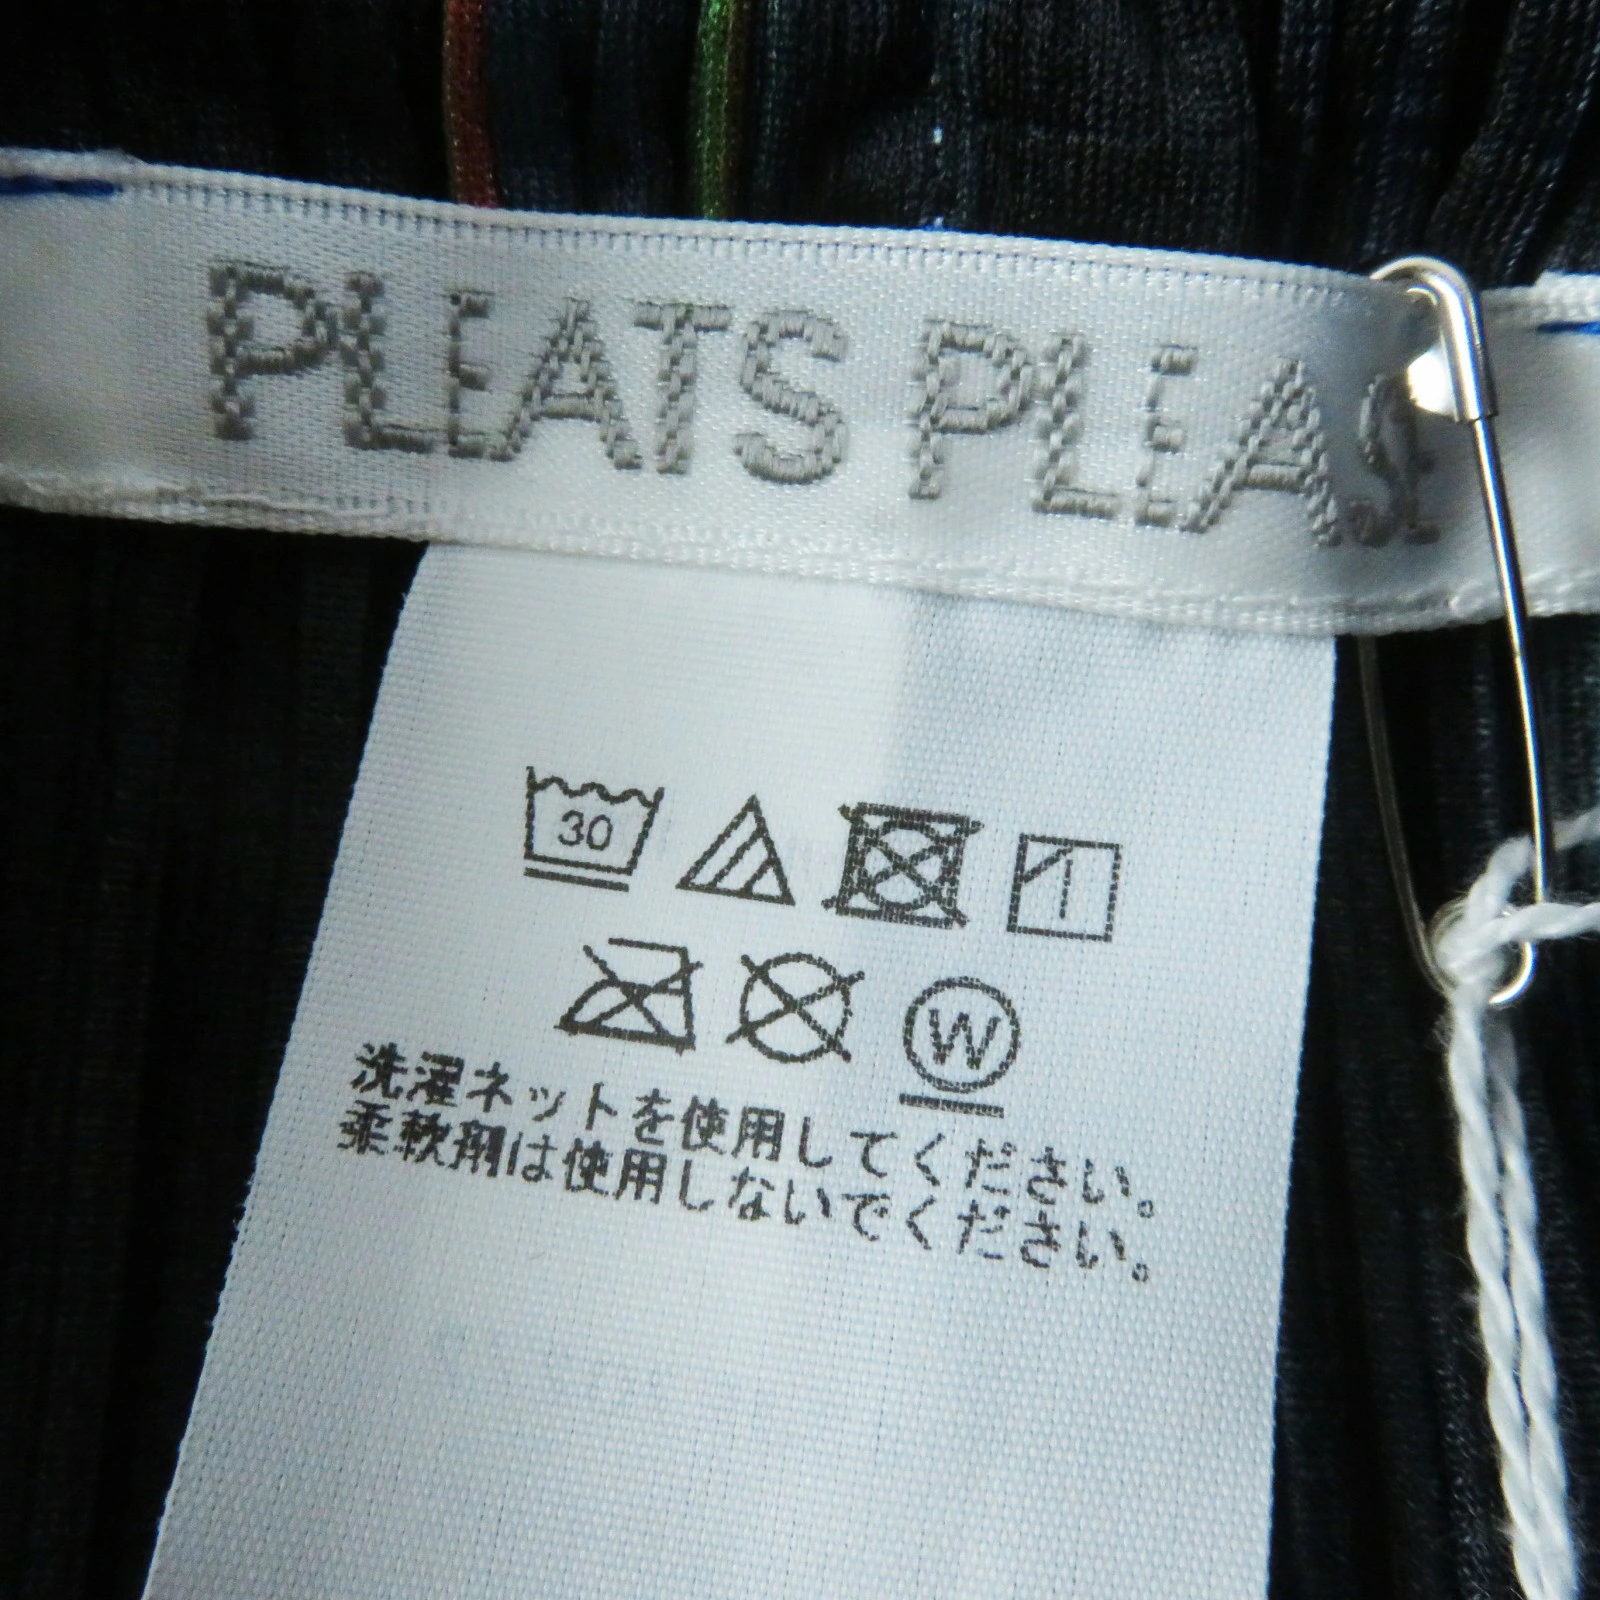 PLEATS PLEASE
30
W
洗濯ネットを使用してください。
柔軟剤は使用しないでください。